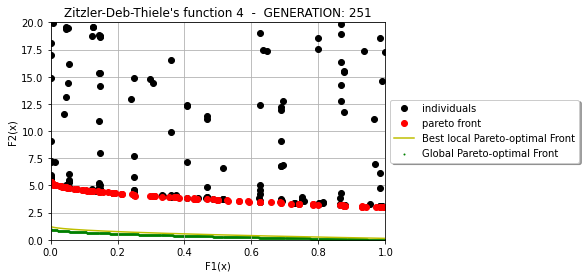 Zitzler-Deb-Thiele's function 4 - GENERATION: 251
20.0
17.5
15.0
12.5
10.0
7.5
5.0
2.5
0.0
F2(x)
0.0 0.2 0.4 0.6 0.8 1.0
F1(x)
individuals
pareto front
Best local Pareto-optimal Front
Global Pareto-optimal Front